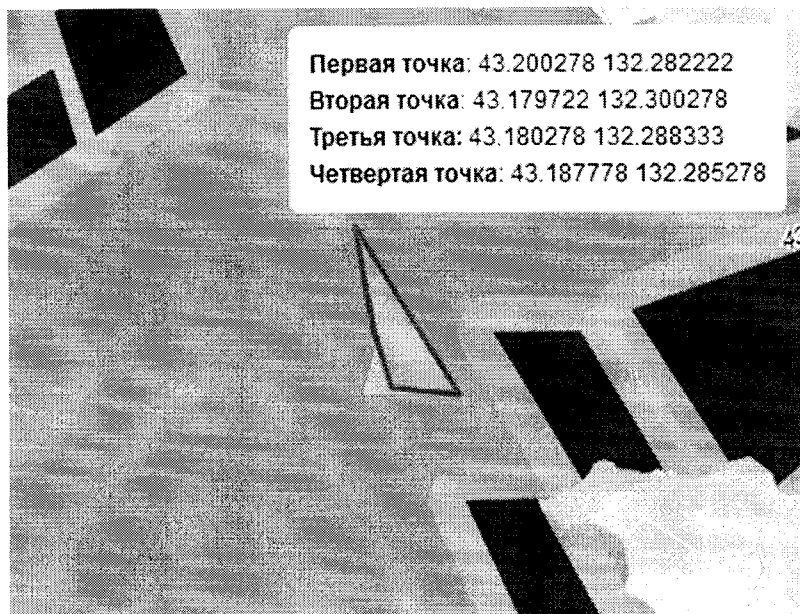 Первая точка: 43.200278 132.282222
Вторая точка: 43.179722 132.300278
Третья точка: 43.180278 132.288333
Четвертая точка: 43.187778 132.285278